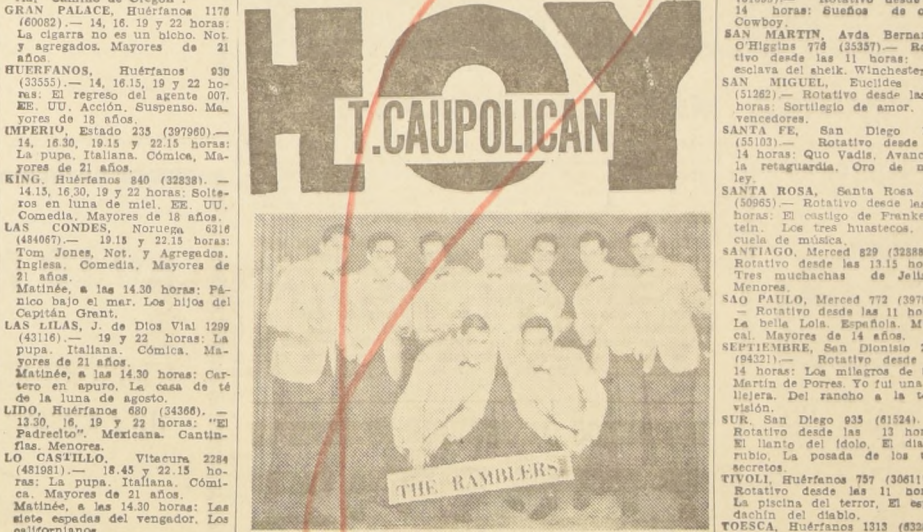 GRAN PALACE, Huérfanos 1176
(60082).— 14, 16. 19 y 22 horas:
La cigarra no es un bicho. Not.
y agregados. Mayores de 21
años.
HUERFANOS, Huérfanos 930
(33555).— 14, 16.15, 19 y 22 ho-
ras: El regreso del agente 007.
EE. UU. Acción. Suspenso. Ma-
yores de 18 años.
IMPERIO, Estado 235 (397960).—
14, 16.30, 19.15 y 22.15 horas:
La pupa. Italiana. Cómica. Ma-
yores de 21 años.
KING, Huérfanos 840 (32838). —
14.15, 16,30, 19 y 22 horas: Solte-
ros en luna de miel. EE. UU.
Comedia. Mayores de 18 años.
LAS CONDES, Noruega 6316
(484067).— 19.15 y 22.15 horas:
Tom Jones, Not. y Agregados.
Inglesa. Comedia. Mayores de
21 años.
Matinée, a las 14.30 horas: Pá-
nico bajo el mar. Los hijos del
Capitán Grant.
LAS LILAS, J. de Dios Vial 1299
(43116).— 19 y 22 horas: La
pupa. Italiana. Cómica. Ma-
yores de 21 años.
Matinée, a las 14.30 horas: Car-
tero en apuro. La casa de té
de la luna de agosto.
LIDO, Huérfanos 680 (34366). —
13.30, 16, 19 y 22 horas: "El
Padrecito". Mexicana. Cantin-
flas. Menores.
LO CASTILLO, Vitacura 2284
(481981).— 18.45 y 22.15 ho-
ras: La pupa. Italiana. Cómi-
ca. Mayores de 21 años.
Matinée, a las 14.30 horas: Las
siete espadas del vengador. Los
californianos
HOY
T. CAUPOLICAN
THE RAMBLERS
14 horas: Sueños de
Cowboy.
SAN MARTIN, Avda Berna
O'Higgins 776 (35357).—
tivo desde las 11 horas:
esclava del sheik. Winchester
SAN MIGUEL, Euclides
(51262).— Rotativo desde las
horas: Sortilegio de amor.
vencedores.
SANTA FE, San Diego
(55103).— Rotativo desde
14 horas: Quo Vadis. Avan
la retaguardia. Oro de
ley.
SANTA ROSA, Santa Rosa
(50965).— Rotativo desde las
horas: El castigo de Franke
tein. Los tres huastecos.
cuela de música.
SANTIAGO, Merced 829 (32888
Rotativo desde las 13.15 ho
Tres muchachas de Jali
Menores.
SAO PAULO, Merced 772 (397
— Rotativo desde las 11 ho
La bella Lola. Española. M
cal. Mayores de 14 años.
SEPTIEMBRE, San Dionisio
(94321).— Rotativo desde
14 horas: Los milagros de
Martin de Porres. Yo fui una
llejera. Del rancho a la t
visión.
SUR, San Diego 935 (61524).
Rotativo desde las 13 ho
El llanto del ídolo. El dia
rubio. La posada de los
secretos.
TIVOLI, Huérfanos 757 (30611
Rotativo desde las 11 ho
La piscina del terror. El es
dachín del diablo.
TOESCA, Huérfanos 1313